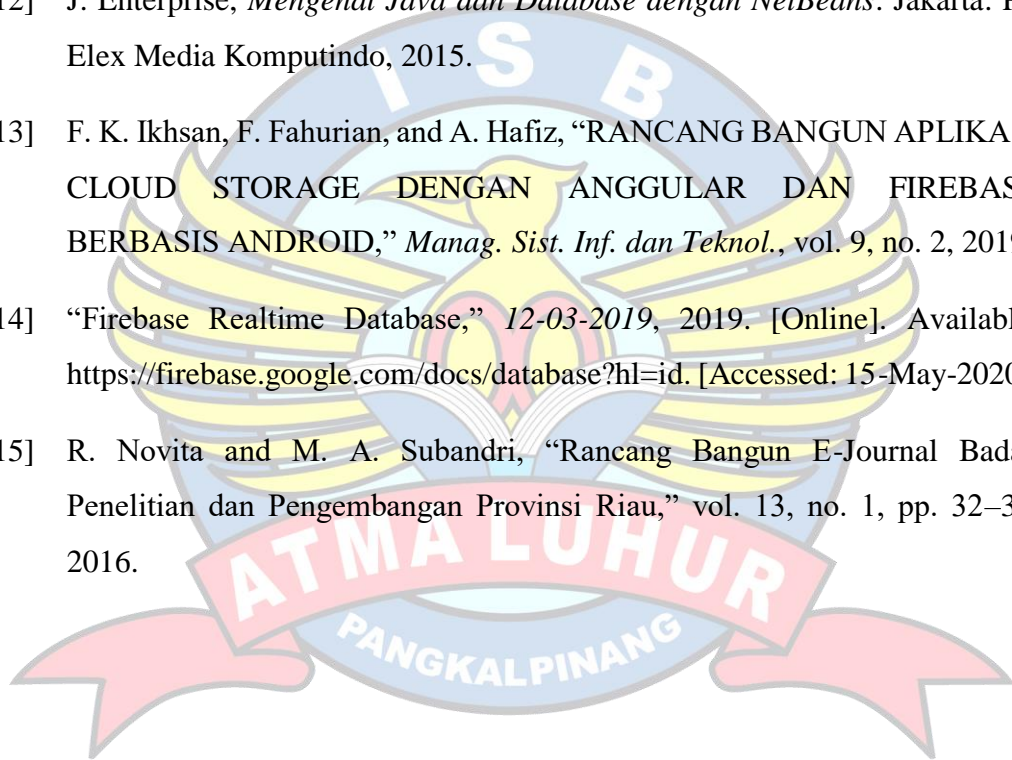 12] J. Enterprise, Mengenal Java dan Database dengan NetBeans. Jakarta:
Elex Media Komputindo, 2015.
13] F. K. Ikhsan, F. Fahurian, and A. Hafiz, “RANCANG BANGUN APLIKA
CLOUD STORAGE DENGAN ANGGULAR DAN FIREBAS
BERBASIS ANDROID,” Manag. Sist. Inf. dan Teknol., vol. 9, no. 2, 2019
14] “Firebase Realtime Database,” 12-03-2019, 2019. [Online]. Availabl
https://firebase.google.com/docs/database?hl=id. [Accessed: 15-May-2020
15] R. Novita and M. A. Subandri, “Rancang Bangun E-Journal Bada
Penelitian dan Pengembangan Provinsi Riau,” vol. 13, no. 1, pp. 32–3
2016.
I S B
ATMA LUHUR
PANGKALPINANG